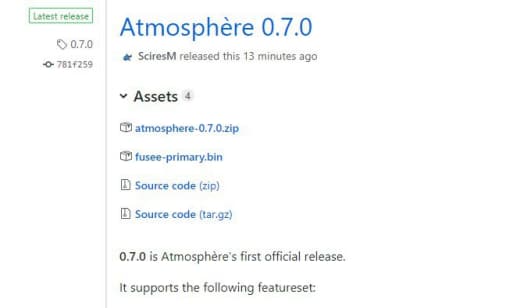 Latest release
0.7.0
781f259
Atmosphère 0.7.0
SciresM released this 13 minutes ago
Assets 4
atmosphere-0.7.0.zip
fusee-primary.bin
Source code (zip)
Source code (tar.gz)
0.7.0 is Atmosphère's first official release.
It supports the following featureset: